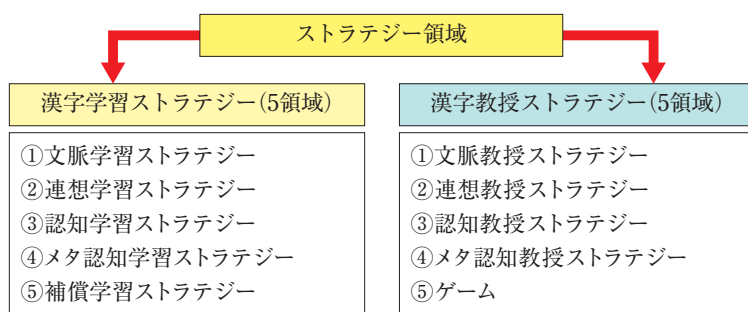 ストラテジー領域
漢字学習ストラテジー(5領域)
①文脈学習ストラテジー
②連想学習ストラテジー
③認知学習ストラテジー
④メタ認知学習ストラテジー
⑤補償学習ストラテジー
漢字教授ストラテジー(5領域)
①文脈教授ストラテジー
②連想教授ストラテジー
③認知教授ストラテジー
④メタ認知教授ストラテジー
⑤ゲーム